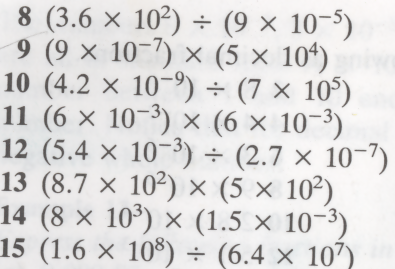 8 (3.6 × 10²) ÷ (9 × 10⁻⁵)
9 (9 × 10⁻⁷) ÷ (5 × 10⁴)
10 (4.2 × 10⁻⁹) ÷ (7 × 10⁵)
11 (6 × 10⁻²) × (6 × 10⁻³)
12 (5.4 × 10⁻³) ÷ (2.7 × 10⁻⁷)
13 (8.7 × 10²) × (5 × 10²)
14 (8 × 10³) × (1.5 × 10⁻³)
15 (1.6 × 10⁸) ÷ (6.4 × 10⁷)